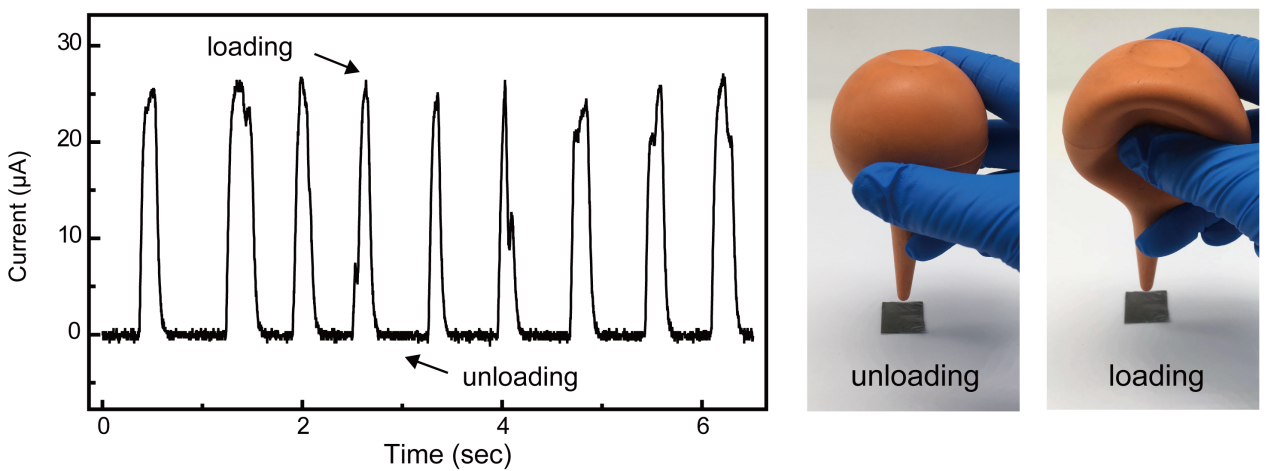 30
20
10
0
Current (µA)
loading
unloading
0
2
4
6
Time (sec)
unloading
loading